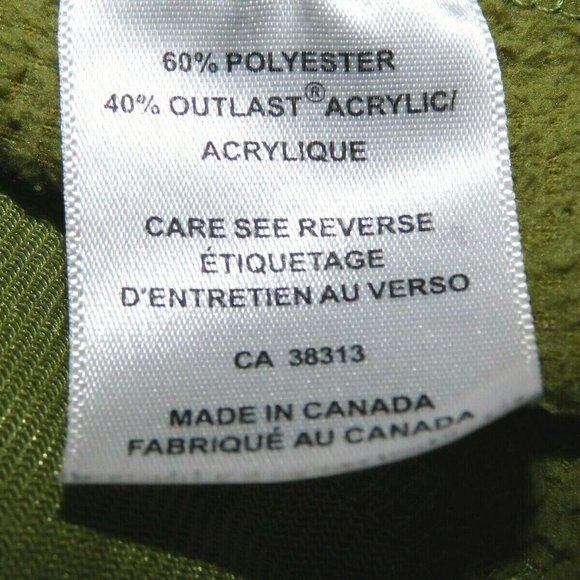 60% POLYESTER
40% OUTLAST® ACRYLIC/
ACRYLIQUE
CARE SEE REVERSE
ÉTIQUETAGE
D'ENTRETIEN AU VERSO
CA 38313
MADE IN CANADA
FABRIQUÉ AU CANADA